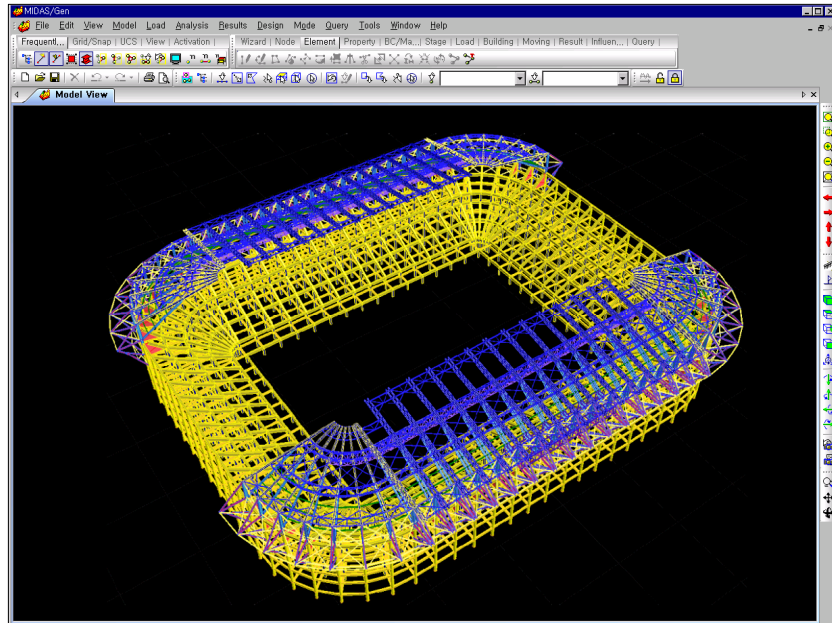 MIDAS/Gen
File Edit View Model Load Analysis Results Design Mode Query Tools Window Help
Frequentl... Grid/Snap UCS View Activation Wizard Node Element Property BC/Ma... Stage Load Building Moving Result Influen... Query
Model View